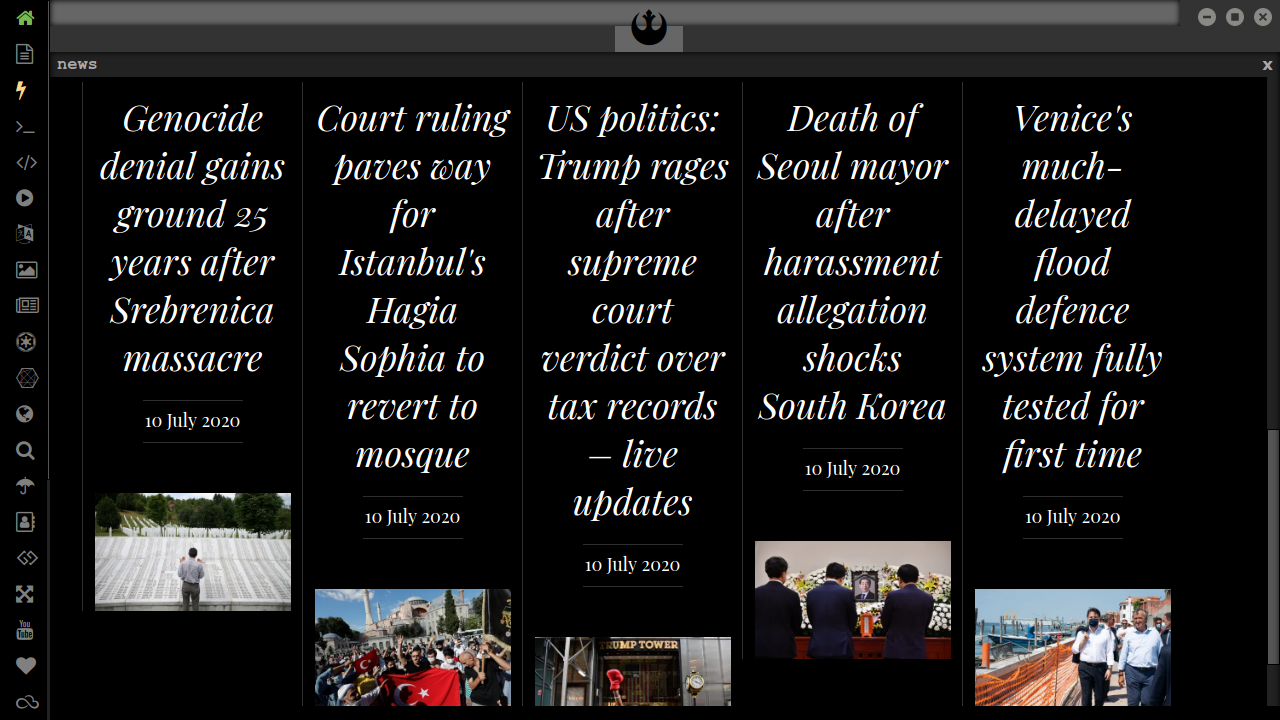 news
x
Genocide
denial gains
ground 25
years after
Srebrenica
massacre
10 July 2020
Court ruling
paves way
for
Istanbul's
Hagia
Sophia to
revert to
mosque
10 July 2020
US politics:
Trump rages
after
supreme
court
verdict over
tax records
– live
updates
10 July 2020
TRUMP TOWER
Death of
Seoul mayor
after
harassment
allegation
shocks
South Korea
10 July 2020
Venice's
much-
delayed
flood
defence
system fully
tested for
first time
10 July 2020
You
Tube